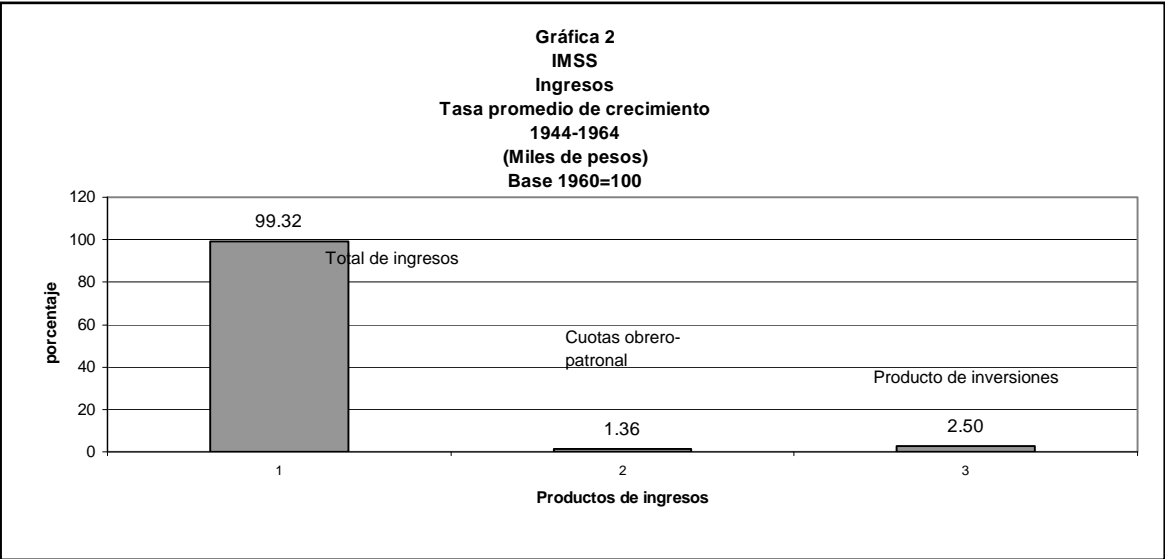 Gráfica 2
IMSS
Ingresos
Tasa promedio de crecimiento
1944-1964
(Miles de pesos)
Base 1960=100
120
100
80
60
40
20
0
porcentaje
99.32
Total de ingresos
Cuotas obrero-
patronal
1.36
Producto de inversiones
2.50
1
2
3
Productos de ingresos